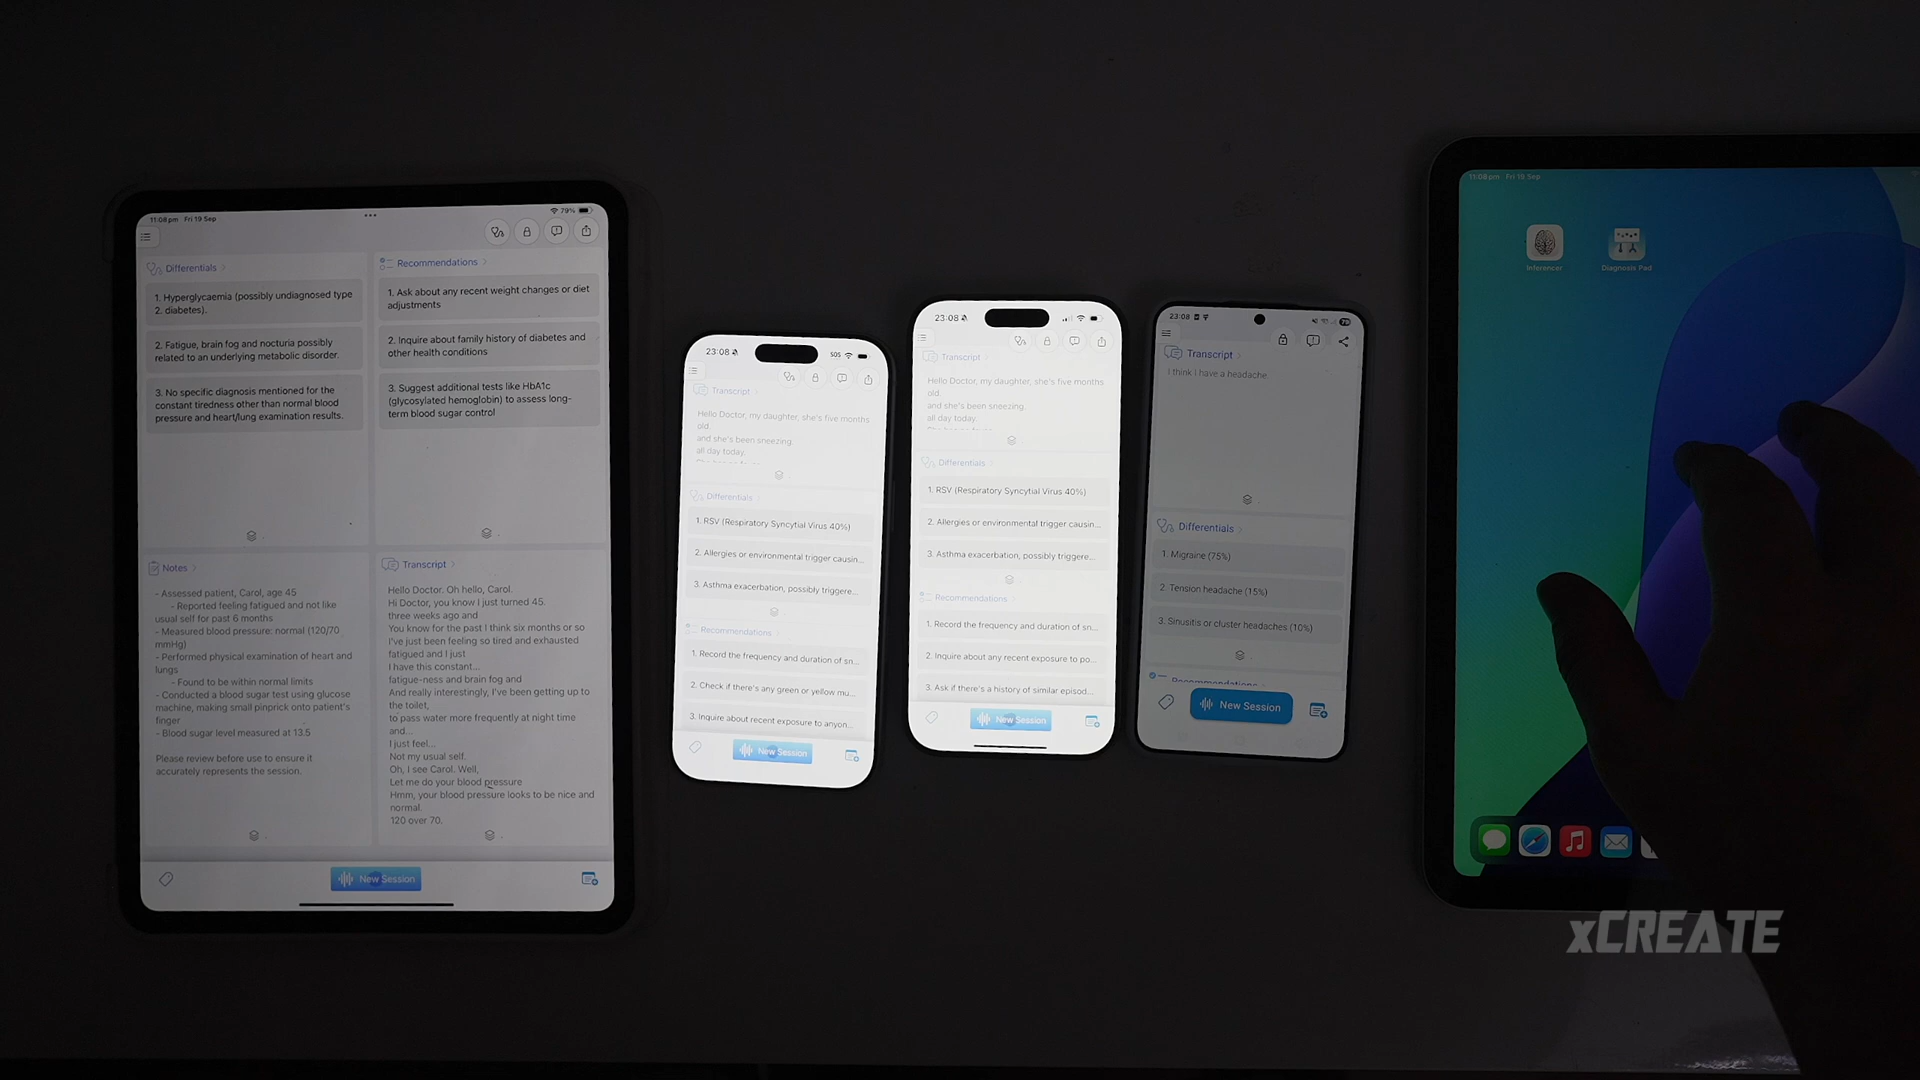 11:08 pm Fri 19 Sep
79%
Differentials
1. Hyperglycaemia (possibly undiagnosed type
2. diabetes).
2. Fatigue, brain fog and nocturia possibly
related to an underlying metabolic disorder.
3. No specific diagnosis mentioned for the
constant tiredness other than normal blood
pressure and heart/lung examination results.
Recommendations
1. Ask about any recent weight changes or diet
adjustments
2. Inquire about family history of diabetes and
other health conditions
3. Suggest additional tests like HbA1c
(glycosylated hemoglobin) to assess long-
term blood sugar control
Notes
- Assessed patient, Carol, age 45
- Reported feeling fatigued and not like
usual self for past 6 months
- Measured blood pressure: normal (120/70
mmHg)
- Performed physical examination of heart and
lungs
- Found to be within normal limits
- Conducted a blood sugar test using glucose
machine, making small pinprick onto patient's
finger
- Blood sugar level measured at 13.5
Please review before use to ensure it
accurately represents the session.
Transcript
Hello Doctor. Oh hello, Carol.
Hi Doctor, you know I just turned 45.
three weeks ago and
You know for the past I think six months or so
I've just been feeling so tired and exhausted
fatigued and I just
I have this constant...
fatigue-ness and brain fog and
And really interestingly, I've been getting up to
the toilet,
to pass water more frequently at night time
and...
I just feel...
Not my usual self.
Oh, I see Carol. Well,
Let me do your blood pressure
Hmm, your blood pressure looks to be nice and
normal.
120 over 70.
New Session
23:08
SOS
Transcript
Hello Doctor, my daughter, she's five months
old.
and she's been sneezing.
all day today.
Differentials
1. RSV (Respiratory Syncytial Virus 40%)
2. Allergies or environmental trigger causin...
3. Asthma exacerbation, possibly triggere...
Recommendations
1. Record the frequency and duration of sn...
2. Check if there's any green or yellow mu...
3. Inquire about recent exposure to anyon...
New Session
23:08
Transcript
Hello Doctor, my daughter, she's five months
old.
and she's been sneezing.
all day today.
Differentials
1. RSV (Respiratory Syncytial Virus 40%)
2. Allergies or environmental trigger causin...
3. Asthma exacerbation, possibly triggere...
Recommendations
1. Record the frequency and duration of sn...
2. Inquire about any recent exposure to po...
3. Ask if there's a history of similar episod...
New Session
23:08
Transcript
I think I have a headache
Differentials
1. Migraine (75%)
2. Tension headache (15%)
3. Sinusitis or cluster headaches (10%)
Recommendations
New Session
11:08 pm Fri 19 Sep
Inferencer
Diagnosis Pad
xCREATE